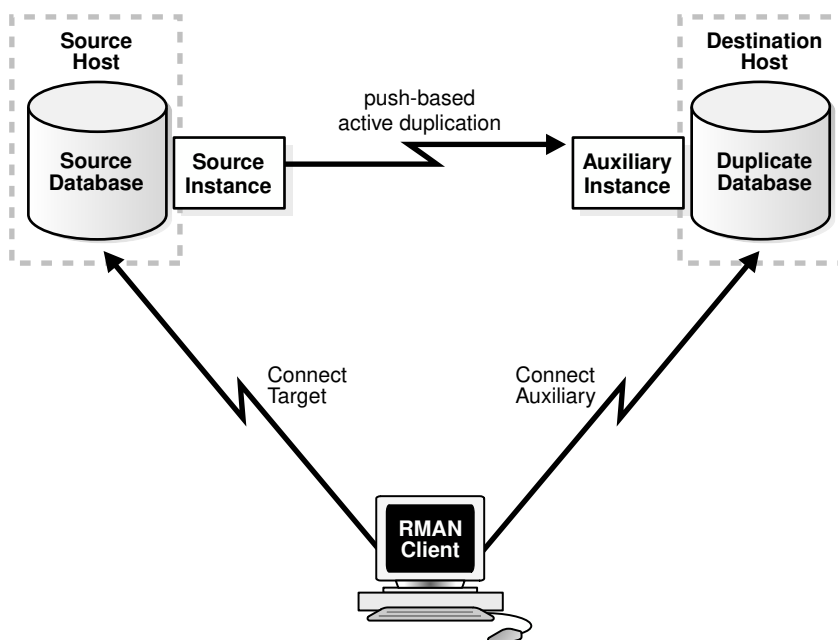 Source
Host
Destination
Host
push-based
active duplication
Source
Database
Source
Instance
Auxiliary
Instance
Duplicate
Database
Connect
Target
Connect
Auxiliary
RMAN
Client